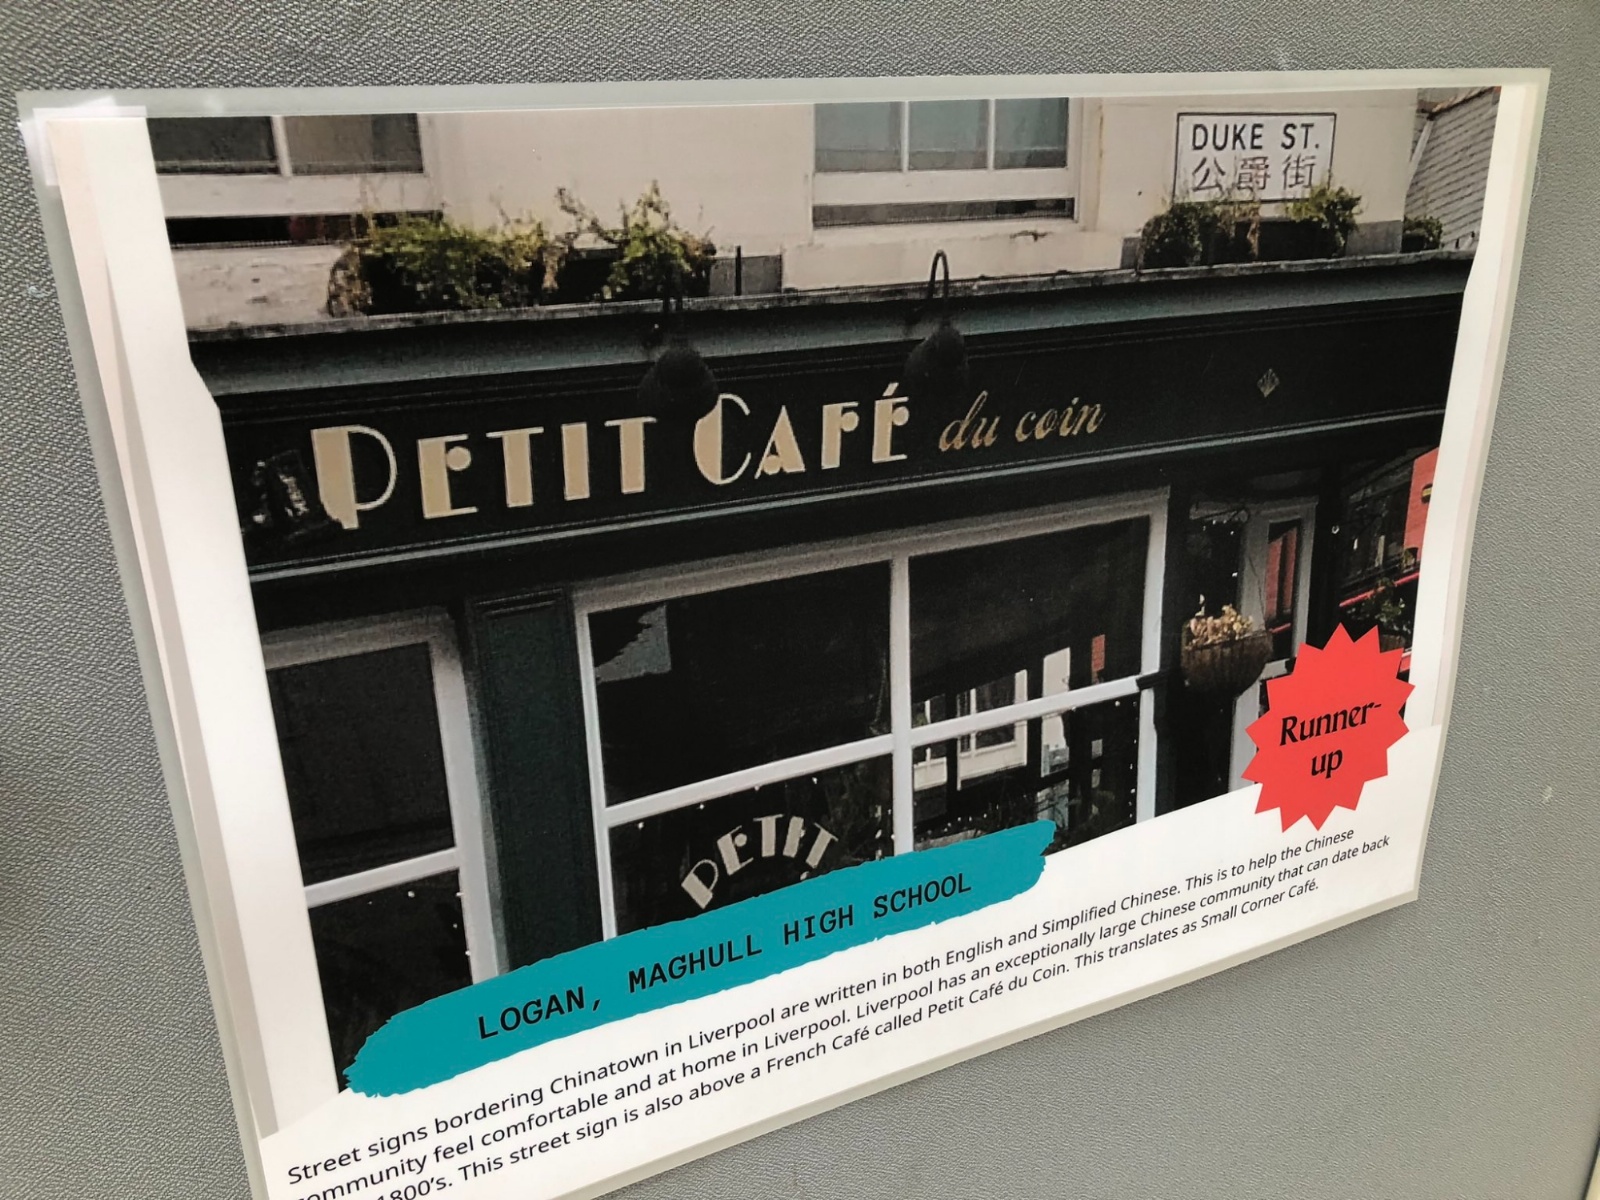 DUKE ST.
公爵街
PETIT CAFÉ du coin
PETIT
Runner-
up
LOGAN, MAGHULL HIGH SCHOOL
Street signs bordering Chinatown in Liverpool are written in both English and Simplified Chinese. This is to help the Chinese
community feel comfortable and at home in Liverpool. Liverpool has an exceptionally large Chinese community that can date back
1800's. This street sign is also above a French Café called Petit Café du Coin. This translates as Small Corner Café.